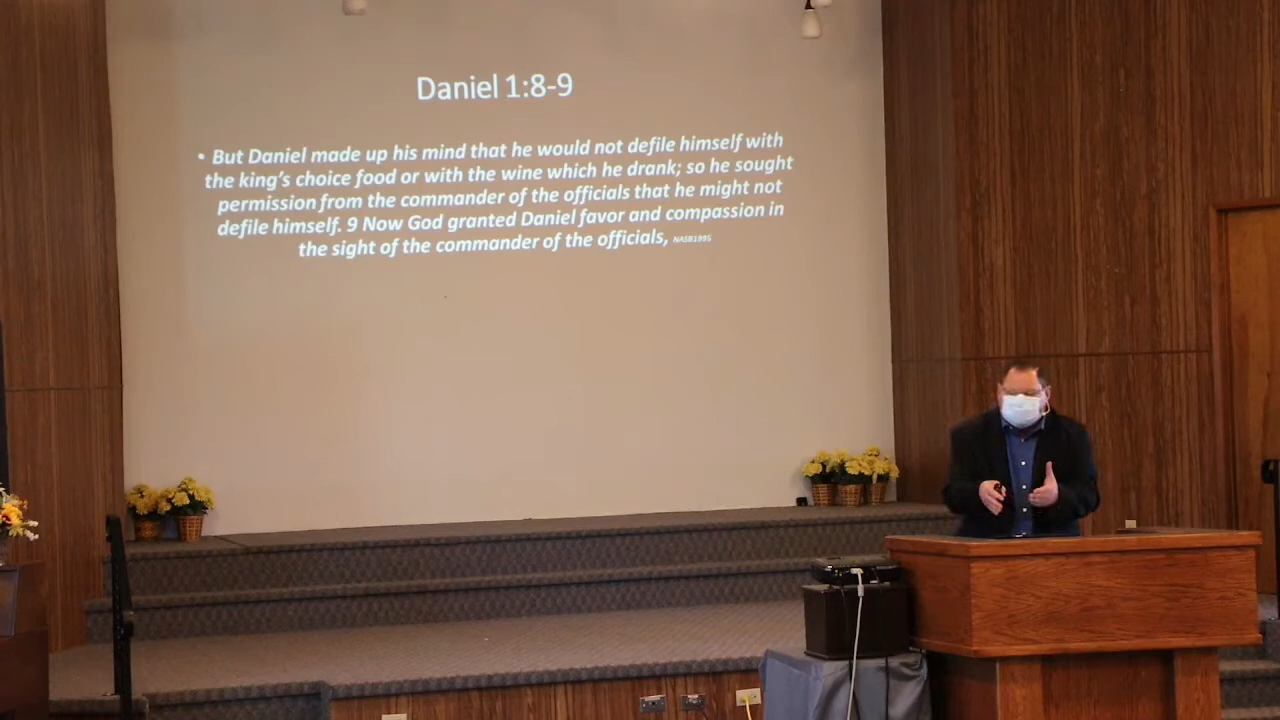 Daniel 1:8-9
• But Daniel made up his mind that he would not defile himself with
the king's choice food or with the wine which he drank; so he sought
permission from the commander of the officials that he might not
defile himself. 9 Now God granted Daniel favor and compassion in
the sight of the commander of the officials, NASB1995